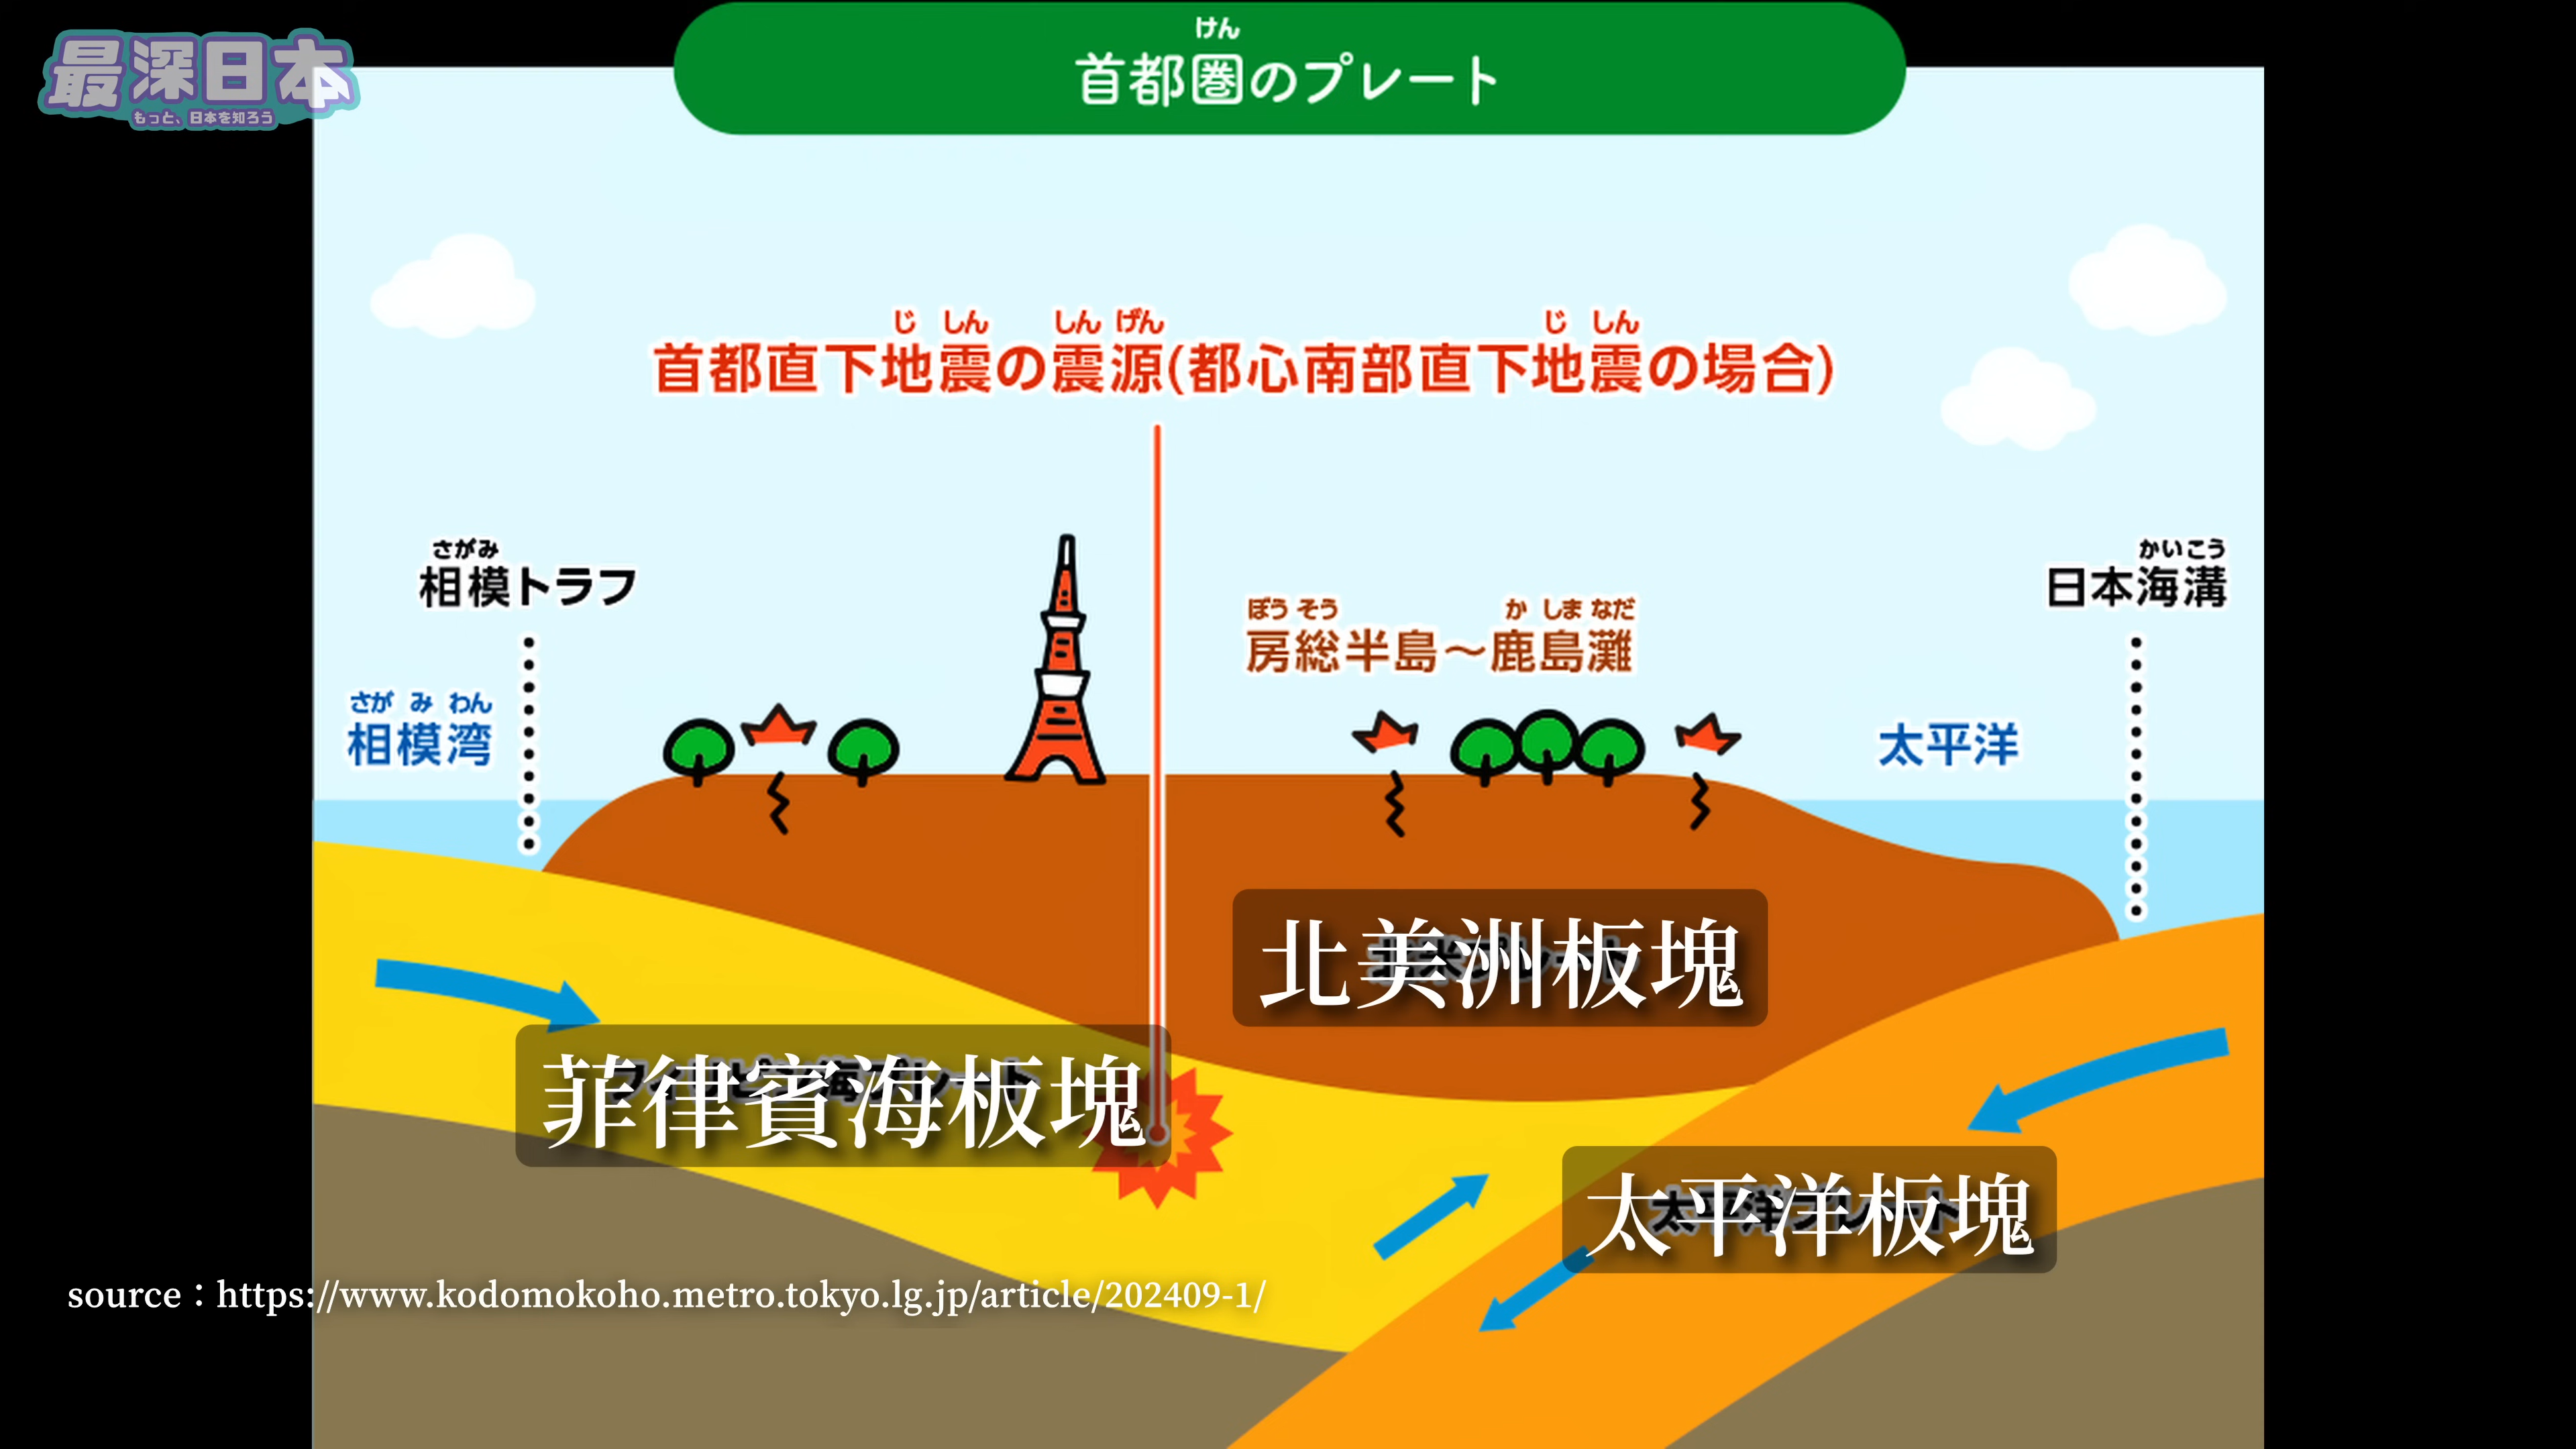 最深日本
もっと、日本を知ろう
けん
首都圏のプレート
じ しん しん げん じ しん
首都直下地震の震源(都心南部直下地震の場合)
さがみ
相模トラフ
かいこう
日本海溝
ぼう そう か しま なだ
房総半島～鹿島灘
さが み わん
相模湾
太平洋
北美洲板塊
菲律賓海板塊
太平洋板塊
source：https://www.kodomokoho.metro.tokyo.lg.jp/article/202409-1/